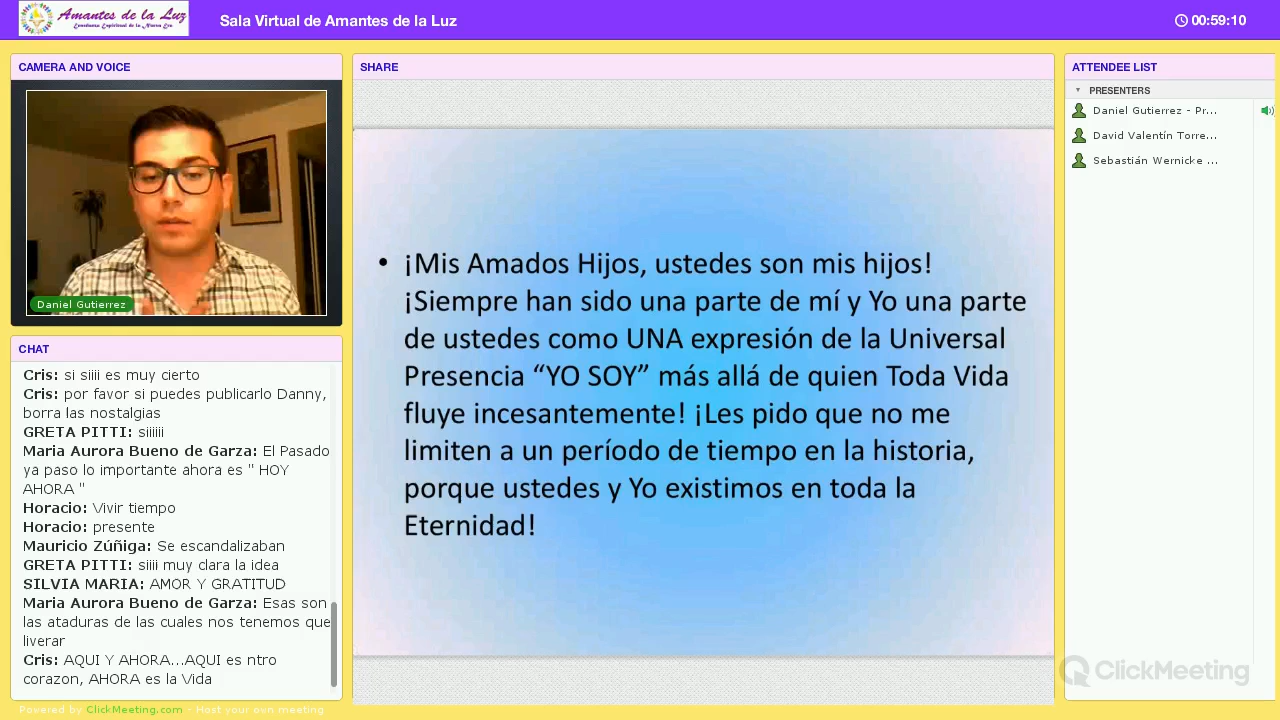 Amantes de la Luz
Enseñanza Espiritual de la Nueva Era
Sala Virtual de Amantes de la Luz
00:59:10
CAMERA AND VOICE
Daniel Gutierrez
CHAT
Cris: si siiii es muy cierto
Cris: por favor si puedes publicarlo Danny,
borra las nostalgias
GRETA PITTI: siiiiii
Maria Aurora Bueno de Garza: El Pasado
ya paso lo importante ahora es " HOY
AHORA "
Horacio: Vivir tiempo
Horacio: presente
Mauricio Zúñiga: Se escandalizaban
GRETA PITTI: siiii muy clara la idea
SILVIA MARIA: AMOR Y GRATITUD
Maria Aurora Bueno de Garza: Esas son
las ataduras de las cuales nos tenemos que
liverar
Cris: AQUI Y AHORA...AQUI es ntro
corazon, AHORA es la Vida
Powered by ClickMeeting.com - Host your own meeting
SHARE
• ¡Mis Amados Hijos, ustedes son mis hijos!
¡Siempre han sido una parte de mí y Yo una parte
de ustedes como UNA expresión de la Universal
Presencia “YO SOY” más allá de quien Toda Vida
fluye incesantemente! ¡Les pido que no me
limiten a un período de tiempo en la historia,
porque ustedes y Yo existimos en toda la
Eternidad!
ATTENDEE LIST
PRESENTERS
Daniel Gutierrez - Pr...
David Valentín Torre...
Sebastián Wernicke ...
ClickMeeting